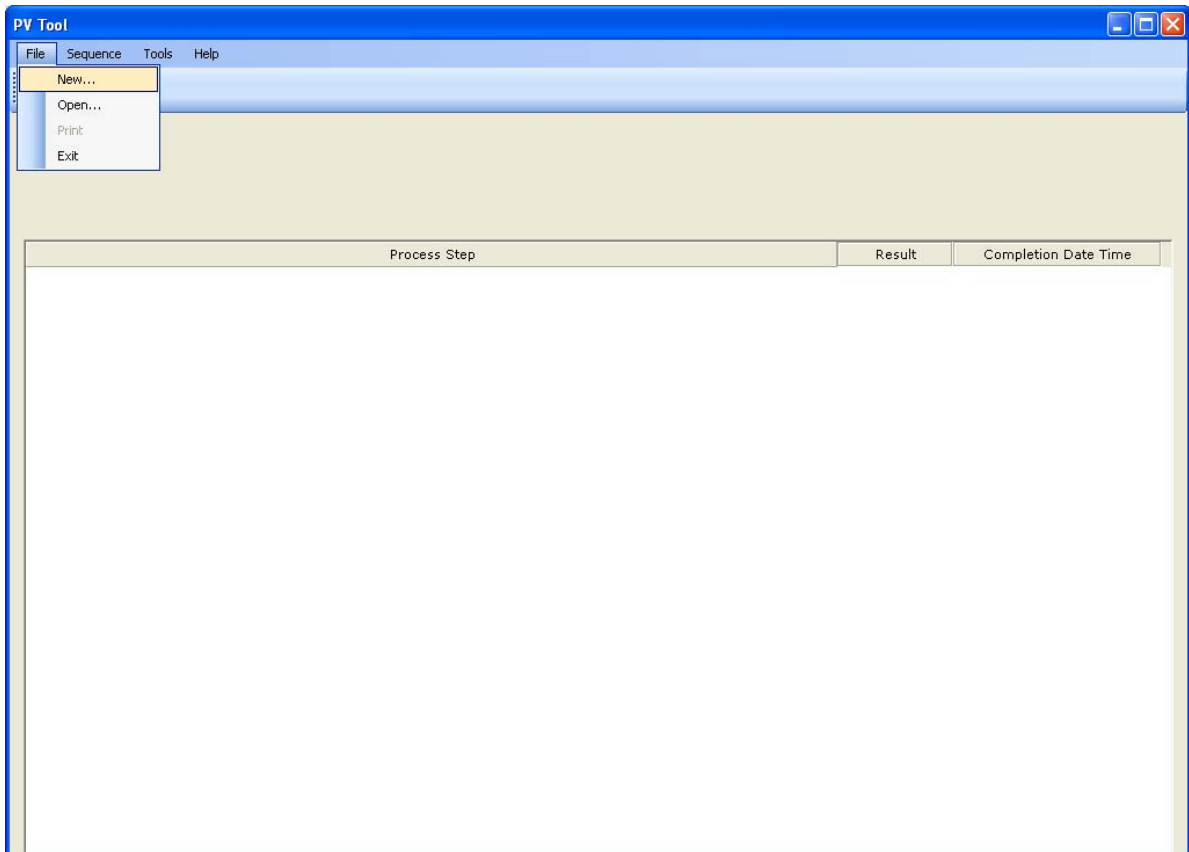 PV Tool
File Sequence Tools Help
New...
Open...
Print
Exit
Process Step Result Completion Date Time